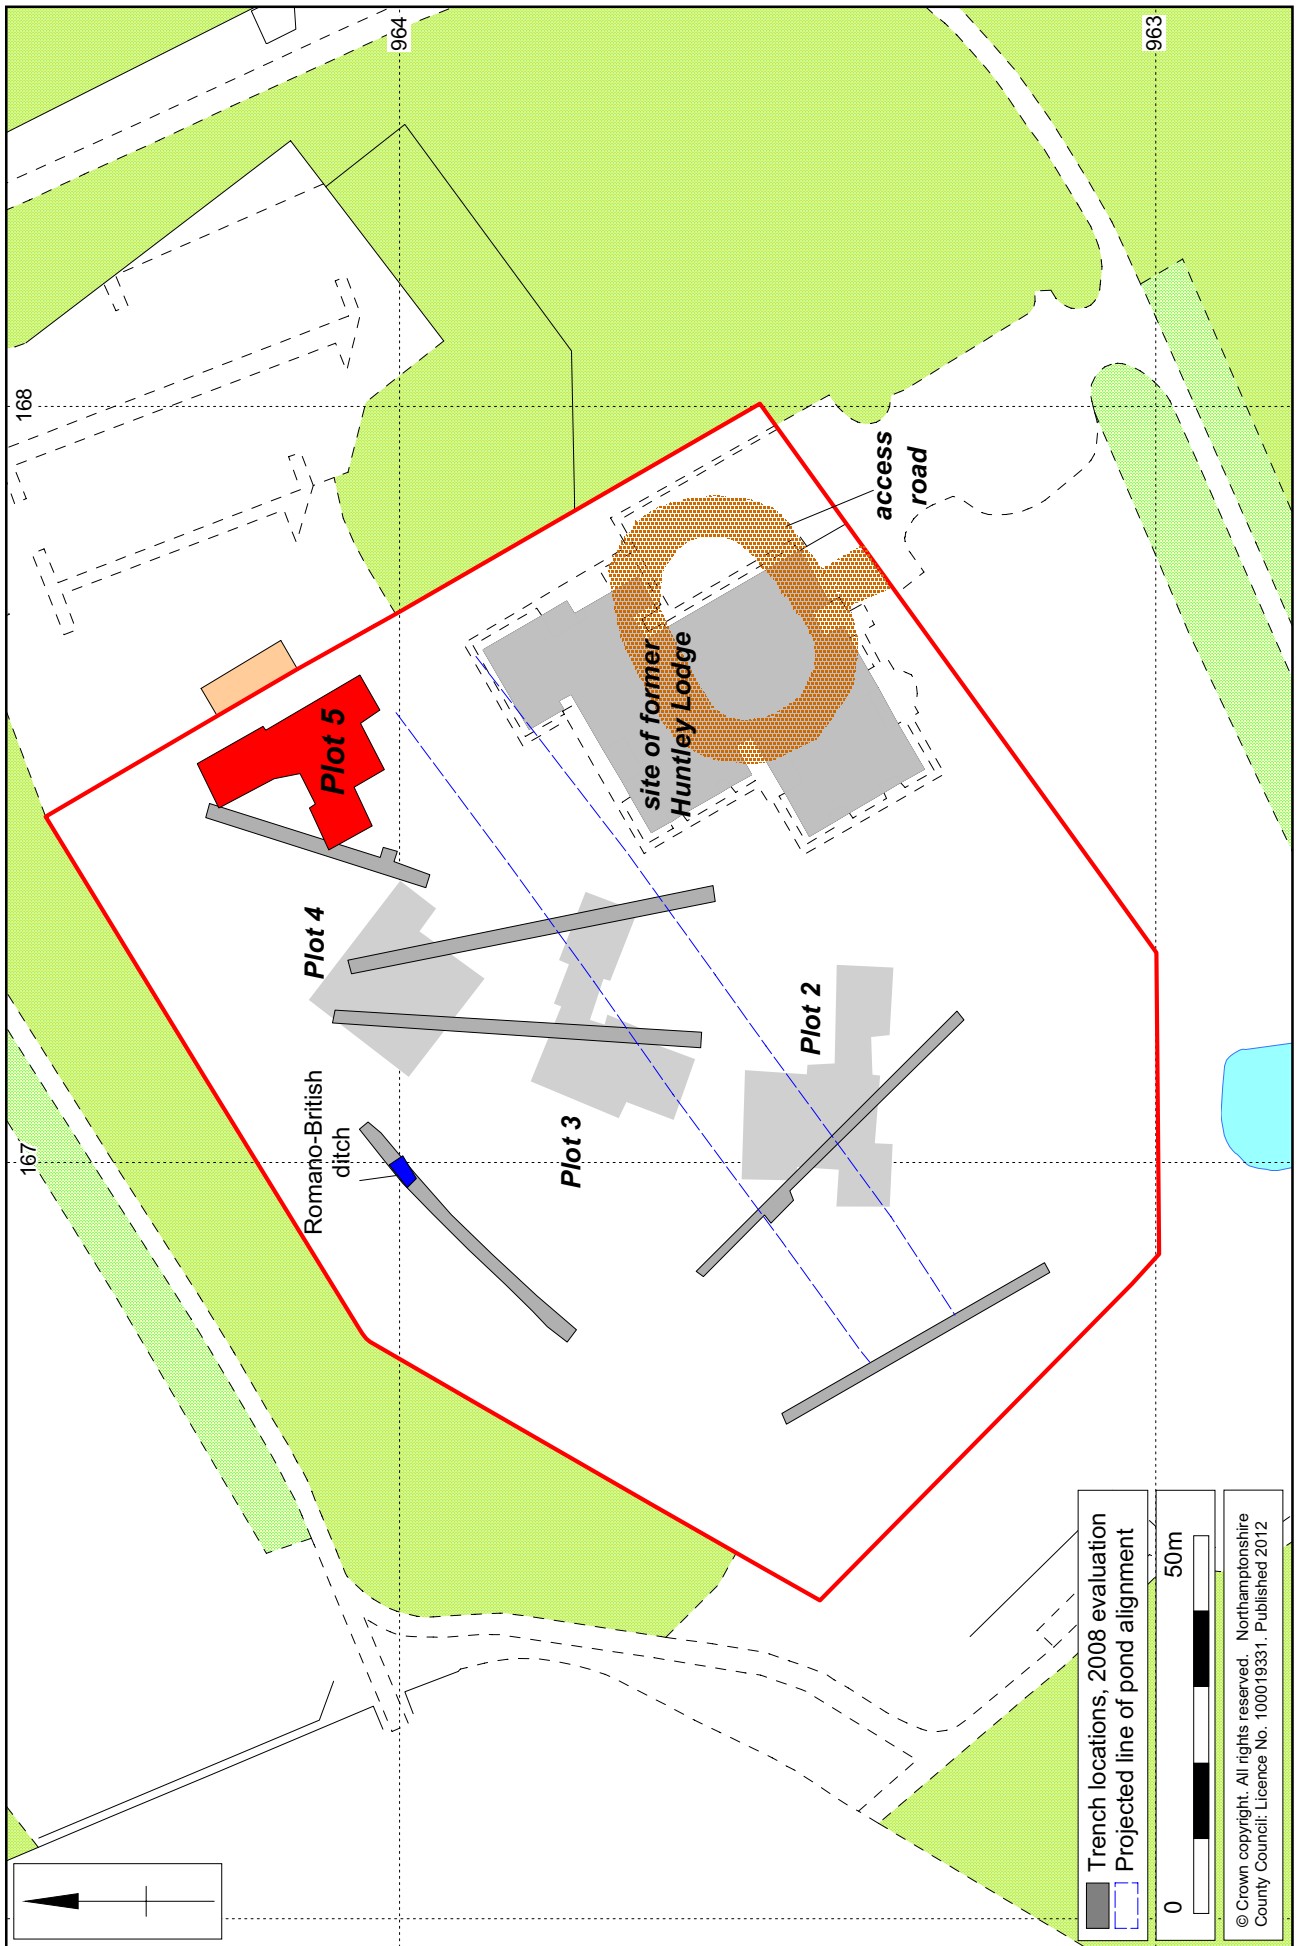 964
963
168
167
Plot 5
Plot 4
Plot 3
Plot 2
Romano-British
ditch
site of former
Huntley Lodge
access
road
Trench locations, 2008 evaluation
Projected line of pond alignment
0
50m
© Crown copyright. All rights reserved. Northamptonshire
County Council: Licence No. 100019331. Published 2012